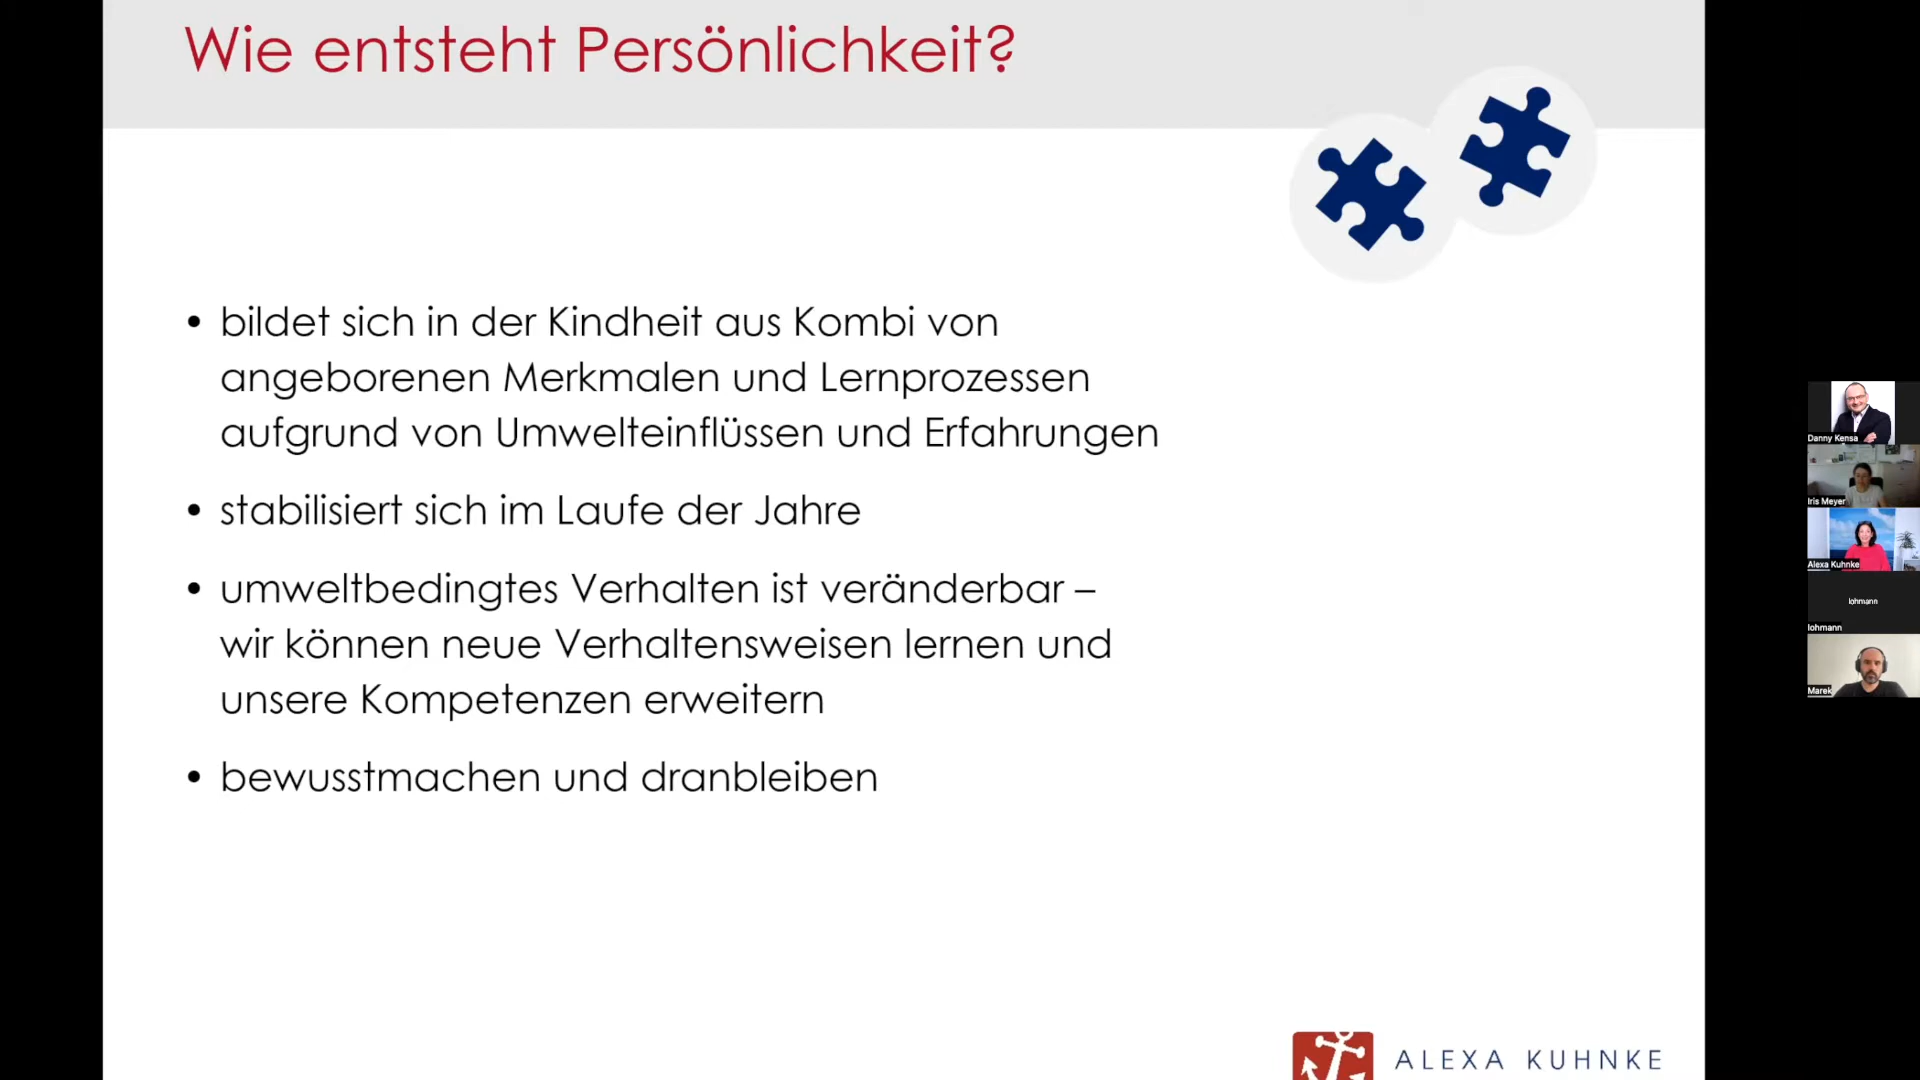 Wie entsteht Persönlichkeit?
• bildet sich in der Kindheit aus Kombi von
angeborenen Merkmalen und Lernprozessen
aufgrund von Umwelteinflüssen und Erfahrungen
• stabilisiert sich im Laufe der Jahre
• umweltbedingtes Verhalten ist veränderbar –
wir können neue Verhaltensweisen lernen und
unsere Kompetenzen erweitern
• bewusstmachen und dranbleiben
ALEXA KUHNKE
Danny Kensa
Iris Meyer
Alexa Kuhnke
lohmann
lohmann
Marek